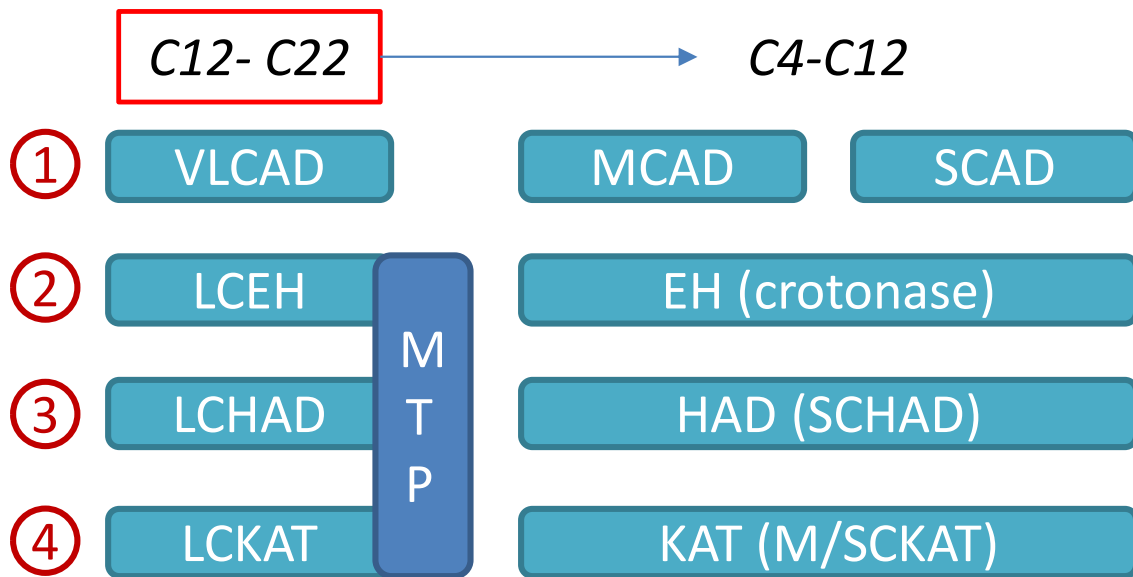 C12- C22 C4-C12
1 VLCAD MCAD SCAD
2 LCEH EH (crotonase)
M
T
3 LCHAD HAD (SCHAD)
P
4 LCKAT KAT (M/SCKAT)